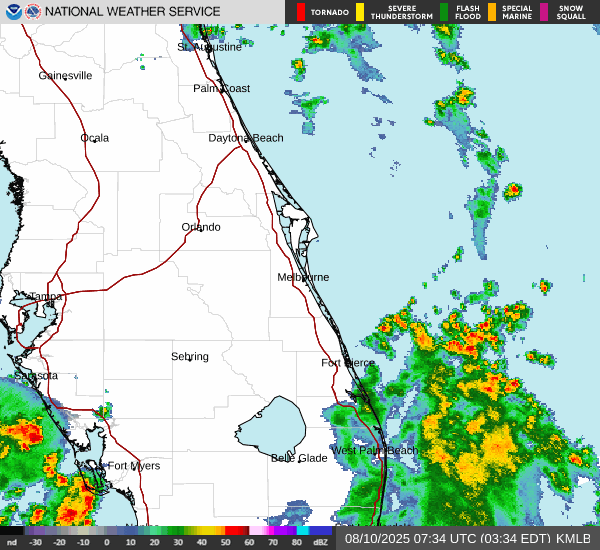 NATIONAL WEATHER SERVICE
TORNADO
SEVERE THUNDERSTORM
FLASH FLOOD
SPECIAL MARINE
SNOW SQUALL
St. Augustine
Gainesville
Palm Coast
Ocala
Daytona Beach
Orlando
Melbourne
Tampa
Sebring
Fort Pierce
Sarasota
West Palm Beach
Belle Glade
Fort Myers
nd -30 -20 -10 0 10 20 30 40 50 60 70 80 dBZ
08/10/2025 07:34 UTC (03:34 EDT) KMLB